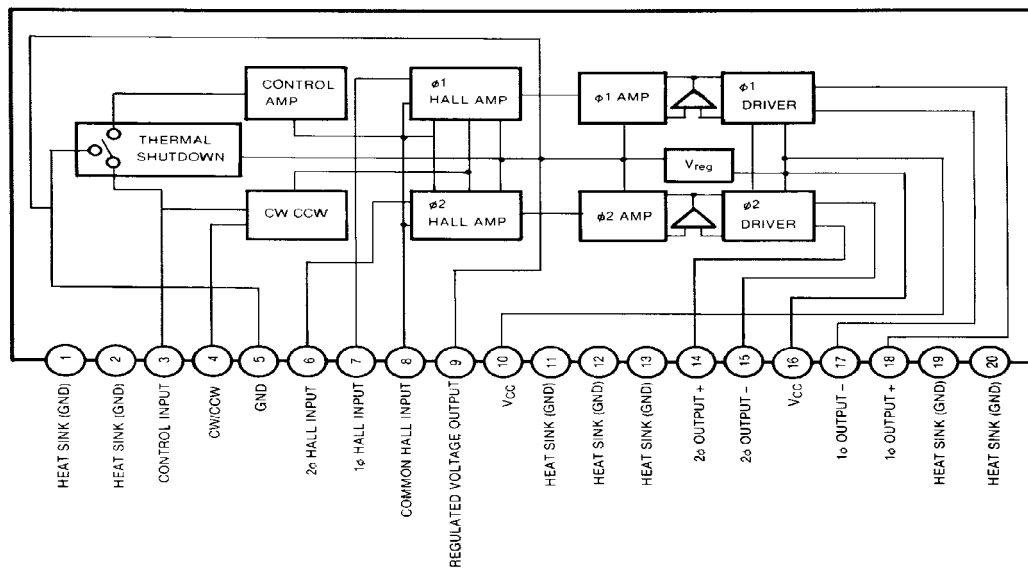 CONTROL
AMP
ϕ1
HALL AMP
ϕ1 AMP
ϕ1
DRIVER
THERMAL
SHUTDOWN
Vreg
CW CCW
ϕ2
HALL AMP
ϕ2 AMP
ϕ2
DRIVER
1
2
3
4
5
6
7
8
9
10
11
12
13
14
15
16
17
18
19
20
HEAT SINK (GND)
HEAT SINK (GND)
CONTROL INPUT
CW/CCW
GND
2ϕ HALL INPUT
1ϕ HALL INPUT
COMMON HALL INPUT
REGULATED VOLTAGE OUTPUT
VCC
HEAT SINK (GND)
HEAT SINK (GND)
HEAT SINK (GND)
2ϕ OUTPUT +
2ϕ OUTPUT -
VCC
1ϕ OUTPUT -
1ϕ OUTPUT +
HEAT SINK (GND)
HEAT SINK (GND)